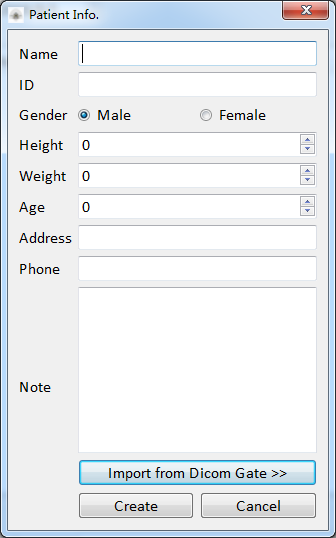 Patient Info.
Name
ID
Gender Male Female
Height 0
Weight 0
Age 0
Address
Phone
Note
Import from Dicom Gate >>
Create Cancel